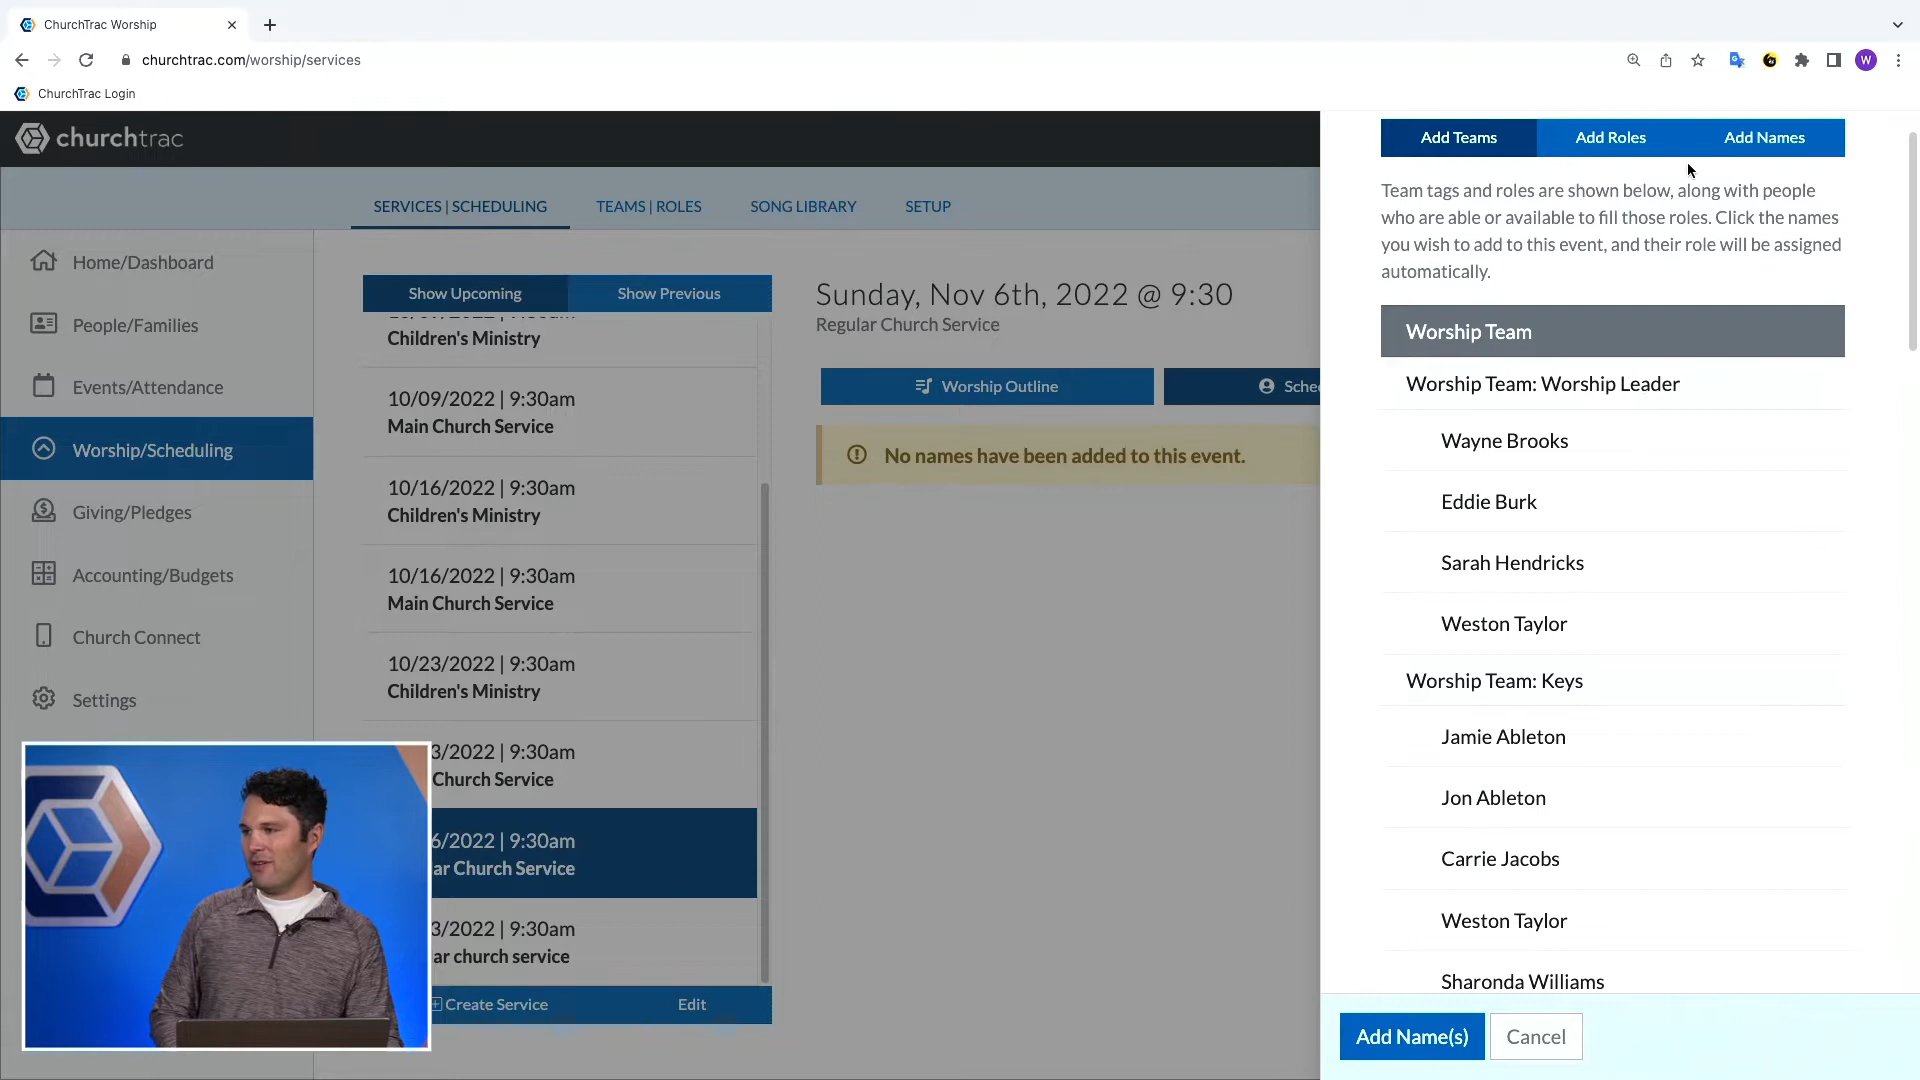 ChurchTrac Worship
churchtrac.com/worship/services
W
ChurchTrac Login
churchtrac
SERVICES | SCHEDULING
TEAMS | ROLES
SONG LIBRARY
SETUP
Home/Dashboard
People/Families
Events/Attendance
Worship/Scheduling
Giving/Pledges
Accounting/Budgets
Church Connect
Settings
Show Upcoming
Show Previous
Children's Ministry
10/09/2022 | 9:30am
Main Church Service
10/16/2022 | 9:30am
Children's Ministry
10/16/2022 | 9:30am
Main Church Service
10/23/2022 | 9:30am
Children's Ministry
3/2022 | 9:30am
Church Service
6/2022 | 9:30am
ar Church Service
3/2022 | 9:30am
ar church service
Create Service
Edit
Sunday, Nov 6th, 2022 @ 9:30
Regular Church Service
Worship Outline
Sche
No names have been added to this event.
Add Teams
Add Roles
Add Names
Team tags and roles are shown below, along with people
who are able or available to fill those roles. Click the names
you wish to add to this event, and their role will be assigned
automatically.
Worship Team
Worship Team: Worship Leader
Wayne Brooks
Eddie Burk
Sarah Hendricks
Weston Taylor
Worship Team: Keys
Jamie Ableton
Jon Ableton
Carrie Jacobs
Weston Taylor
Sharonda Williams
Add Name(s)
Cancel